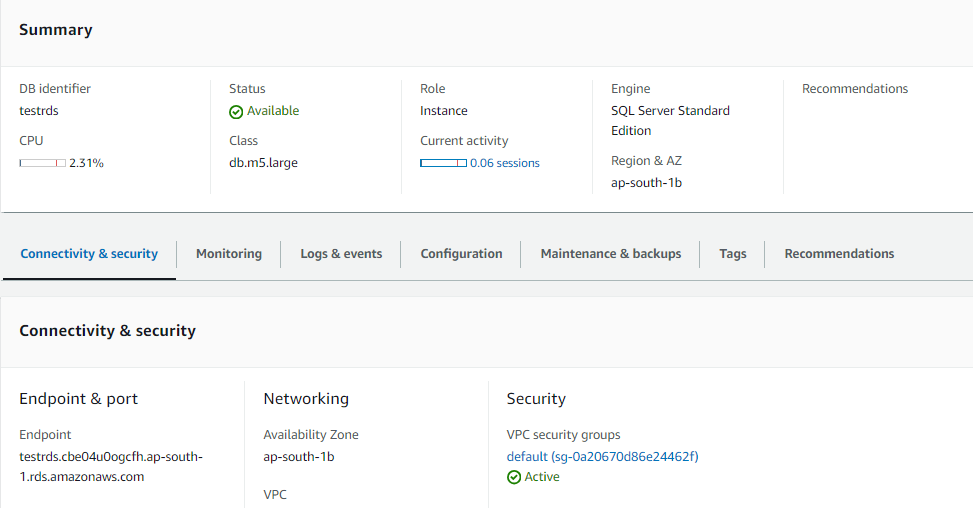 Summary
DB identifier
testrds
Status
Available
Role
Instance
Engine
SQL Server Standard
Edition
Recommendations
CPU
2.31%
Class
db.m5.large
Current activity
0.06 sessions
Region & AZ
ap-south-1b
Connectivity & security
Monitoring
Logs & events
Configuration
Maintenance & backups
Tags
Recommendations
Connectivity & security
Endpoint & port
Endpoint
testrds.cbe04u0ogcfh.ap-south-
1.rds.amazonaws.com
Networking
Availability Zone
ap-south-1b
VPC
Security
VPC security groups
default (sg-0a20670d86e24462f)
Active